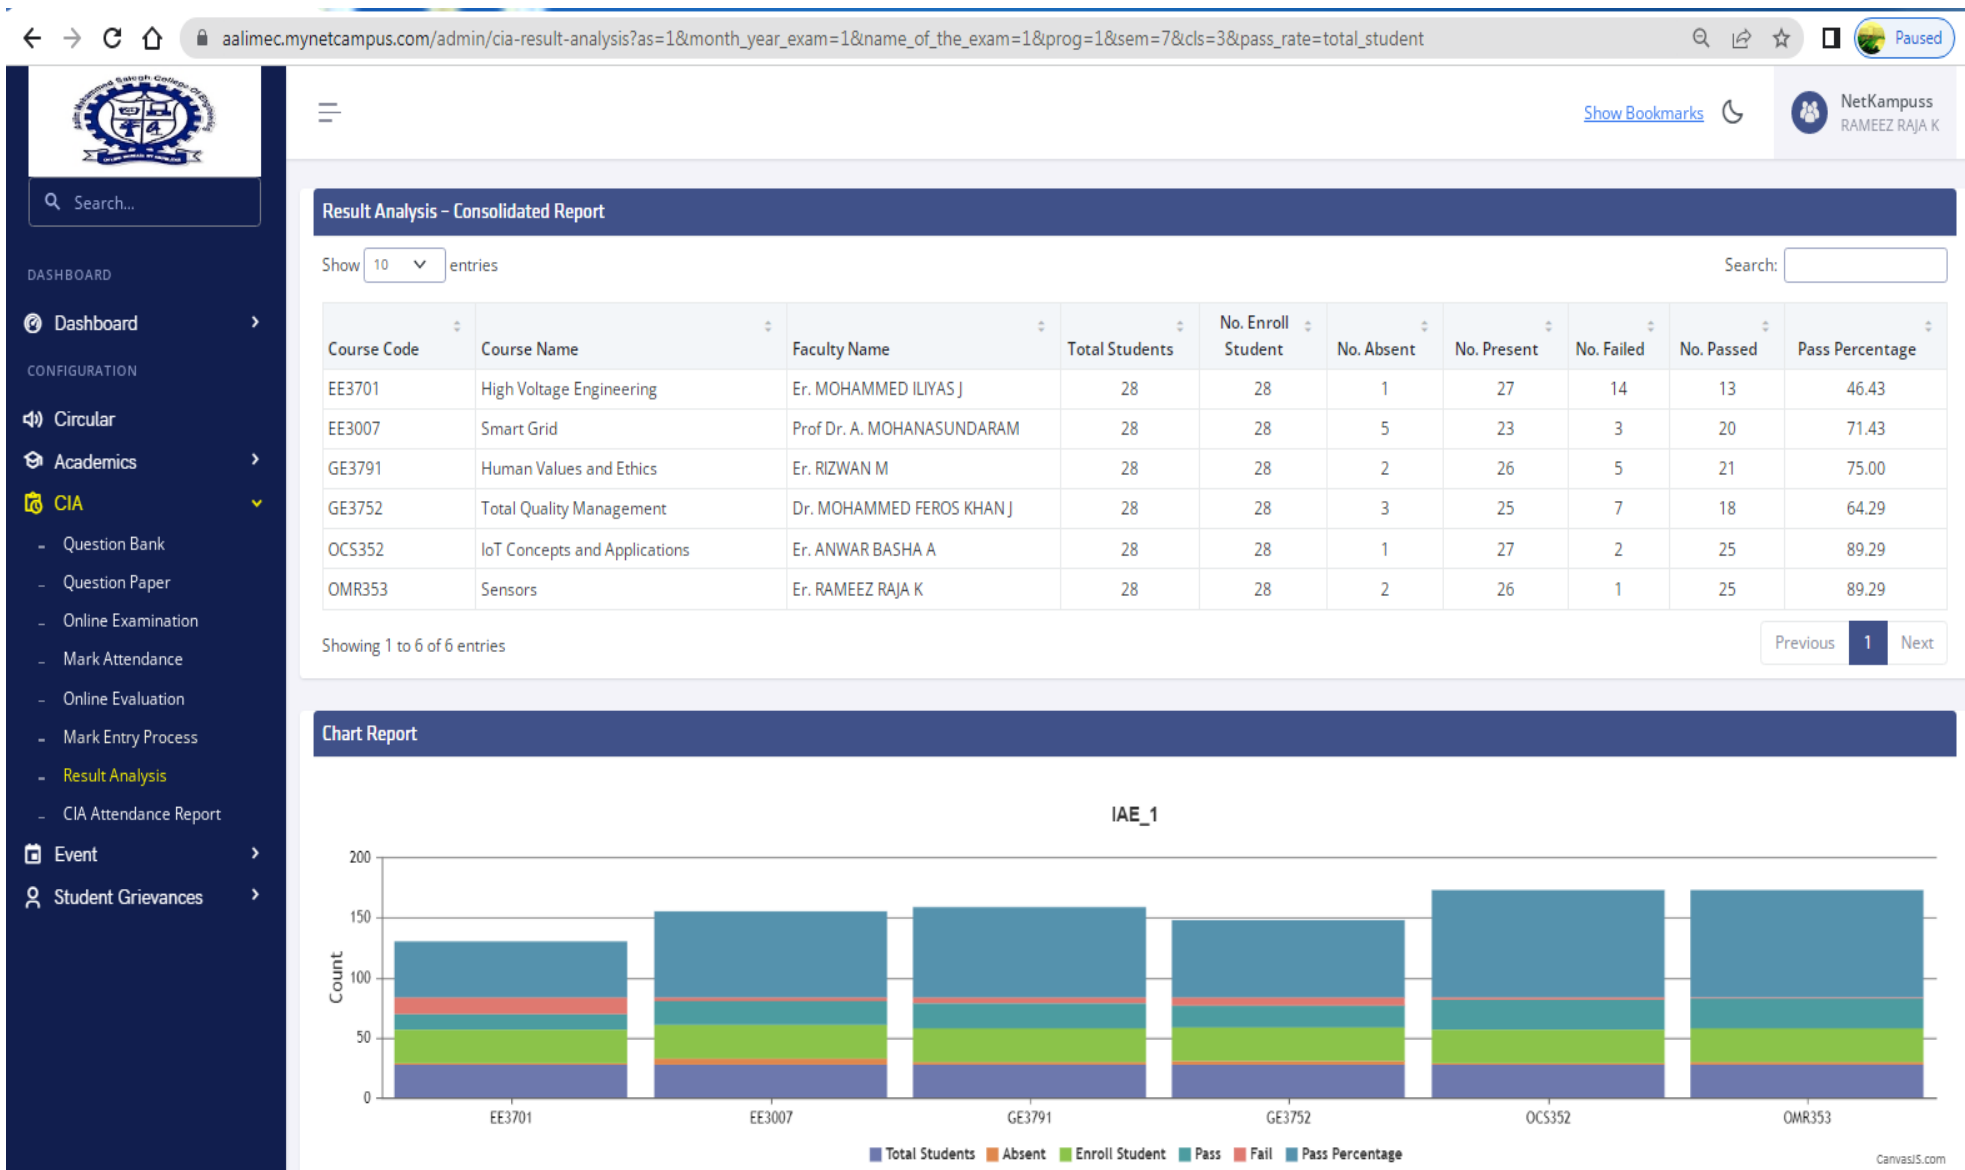 aalimec.mynetcampus.com/admin/cia-result-analysis?as=1&month_year_exam=1&name_of_the_exam=1&prog=1&sem=7&cls=3&pass_rate=total_student
Paused
Search...
DASHBOARD
Dashboard
CONFIGURATION
Circular
Academics
CIA
Question Bank
Question Paper
Online Examination
Mark Attendance
Online Evaluation
Mark Entry Process
Result Analysis
CIA Attendance Report
Event
Student Grievances
Show Bookmarks
NetKampuss
RAMEEZ RAJA K
Result Analysis – Consolidated Report
Show 10 entries
Search:
Course Code Course Name Faculty Name Total Students No. Enroll Student No. Absent No. Present No. Failed No. Passed Pass Percentage
EE3701 High Voltage Engineering Er. MOHAMMED ILIYAS J 28 28 1 27 14 13 46.43
EE3007 Smart Grid Prof Dr. A. MOHANASUNDARAM 28 28 5 23 3 20 71.43
GE3791 Human Values and Ethics Er. RIZWAN M 28 28 2 26 5 21 75.00
GE3752 Total Quality Management Dr. MOHAMMED FEROS KHAN J 28 28 3 25 7 18 64.29
OCS352 IoT Concepts and Applications Er. ANWAR BASHA A 28 28 1 27 2 25 89.29
OMR353 Sensors Er. RAMEEZ RAJA K 28 28 2 26 1 25 89.29
Showing 1 to 6 of 6 entries
Previous 1 Next
Chart Report
IAE_1
Count
200
150
100
50
0
EE3701 EE3007 GE3791 GE3752 OCS352 OMR353
Total Students Absent Enroll Student Pass Fail Pass Percentage
CanvasJS.com